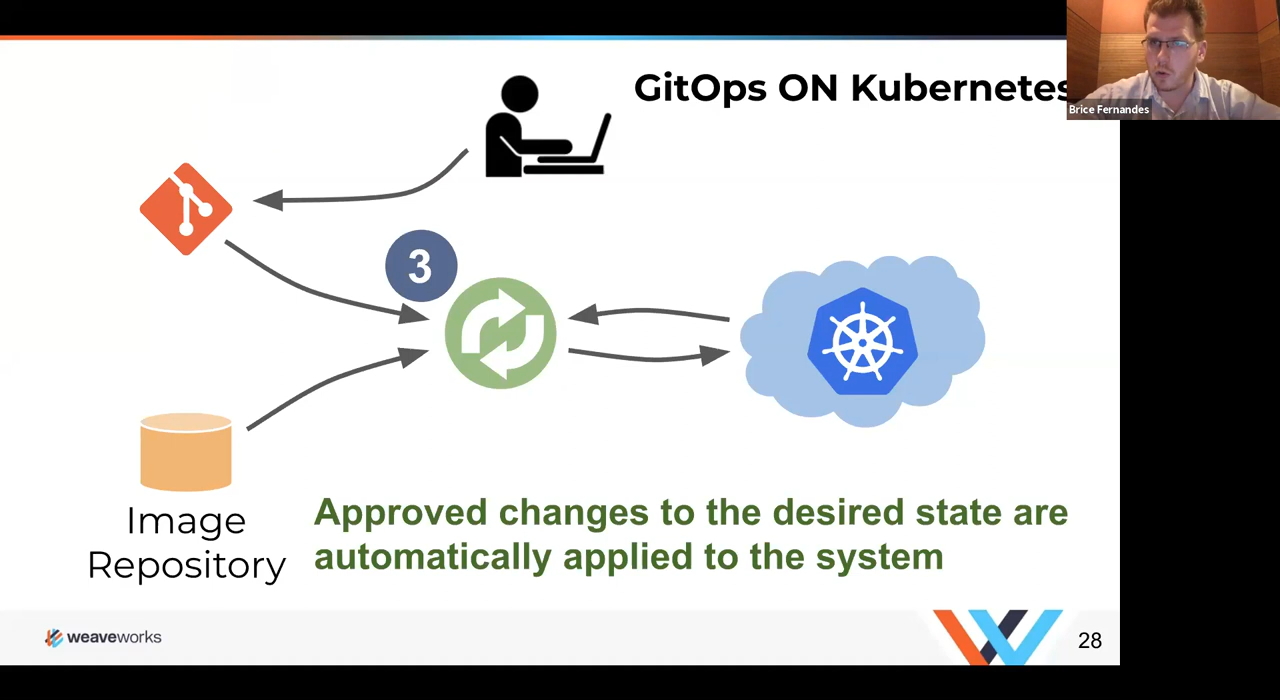 GitOps ON Kubernetes
Brice Fernandes
3
Image
Repository
Approved changes to the desired state are
automatically applied to the system
weaveworks
28